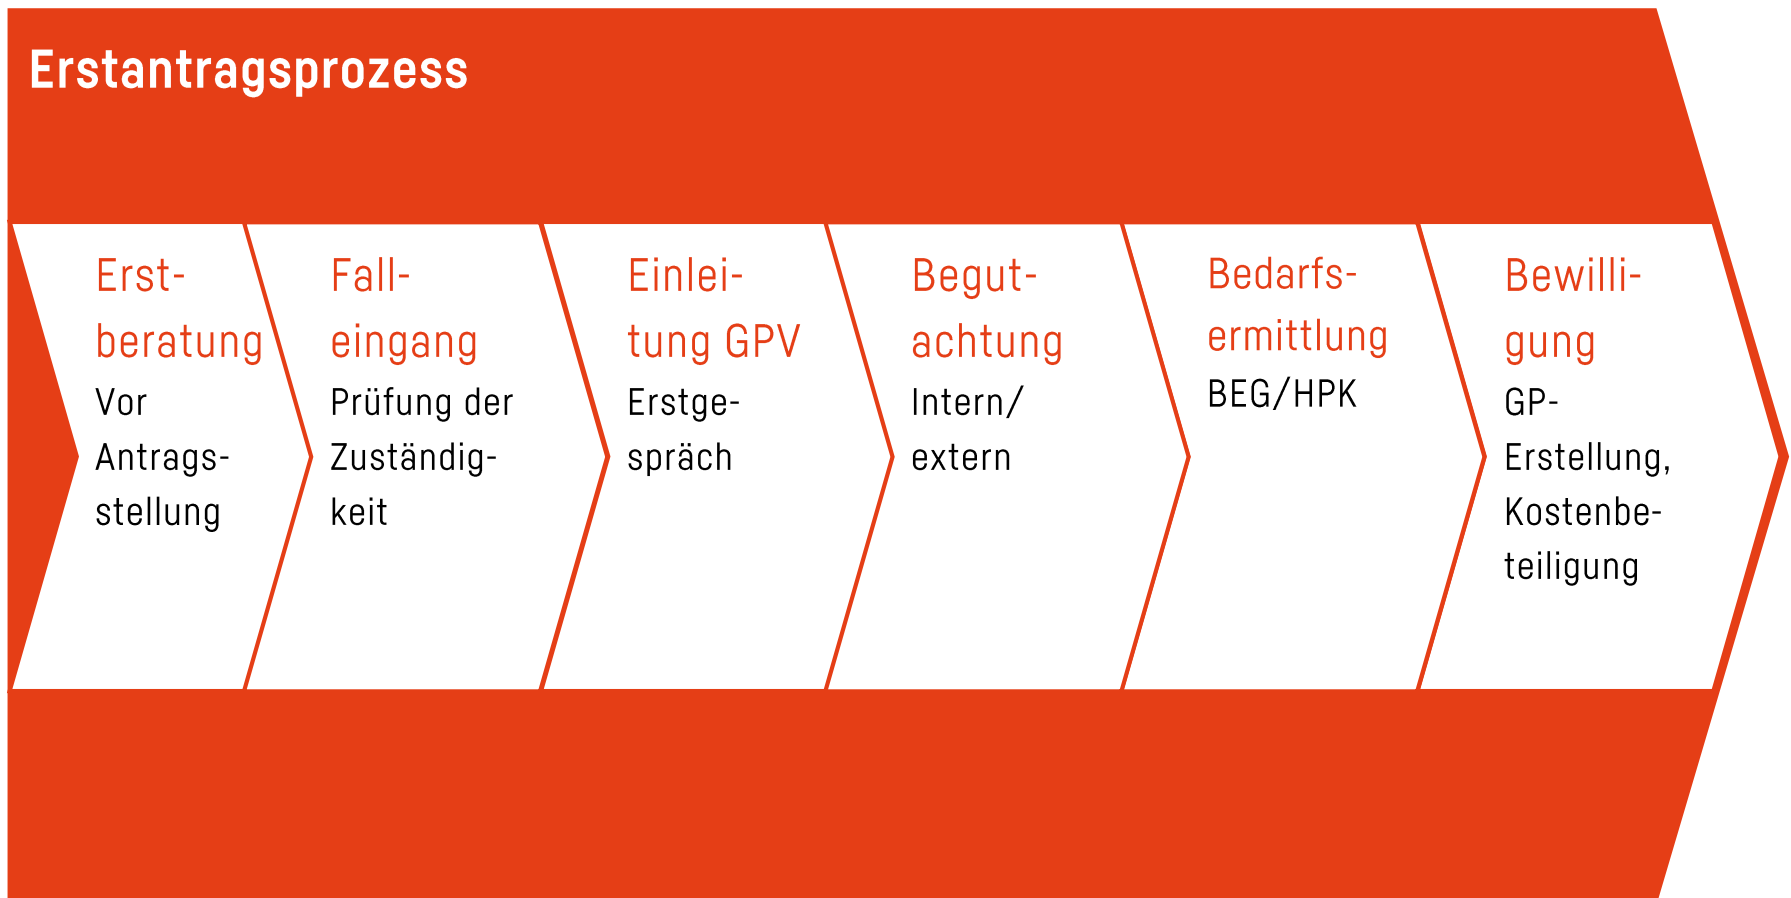 Erstantragsprozess
Erst-
beratung
Vor
Antrags-
stellung
Fall-
eingang
Prüfung der
Zuständig-
keit
Einlei-
tung GPV
Erstge-
spräch
Begut-
achtung
Intern/
extern
Bedarfs-
ermittlung
BEG/HPK
Bewilli-
gung
GP-
Erstellung,
Kostenbe-
teiligung